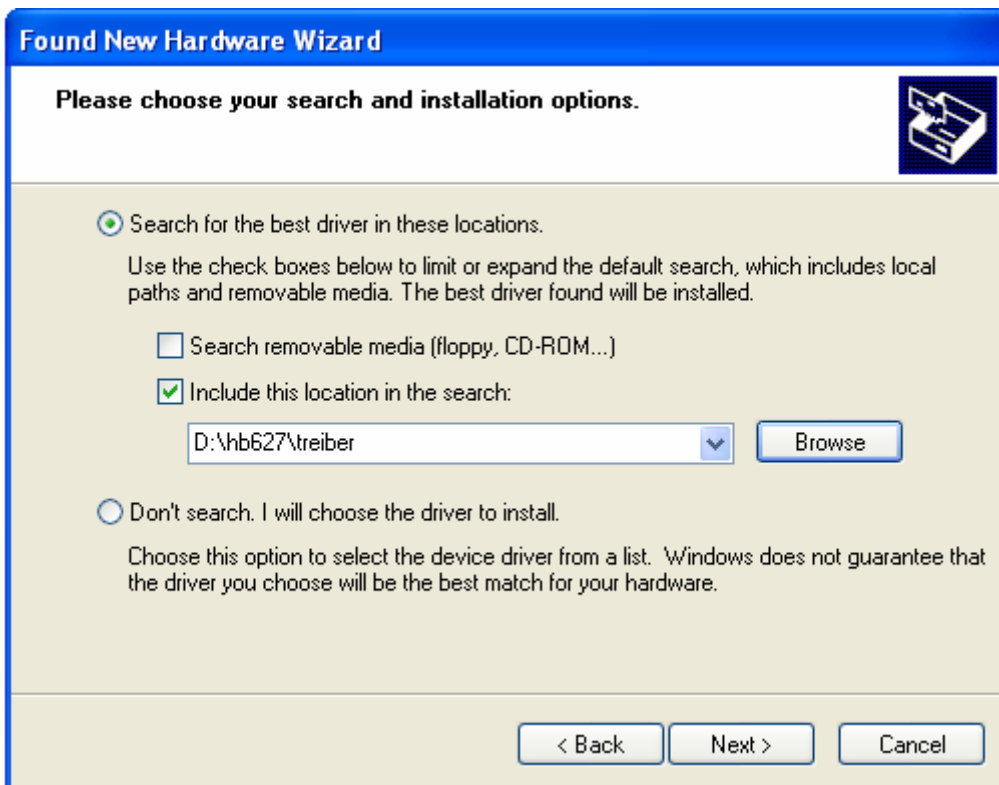 Found New Hardware Wizard
Please choose your search and installation options.
Search for the best driver in these locations.
Use the check boxes below to limit or expand the default search, which includes local
paths and removable media. The best driver found will be installed.
Search removable media (floppy, CD-ROM...)
Include this location in the search:
D:\hb627\treiber
Browse
Don't search. I will choose the driver to install.
Choose this option to select the device driver from a list.  Windows does not guarantee that
the driver you choose will be the best match for your hardware.
< Back
Next >
Cancel